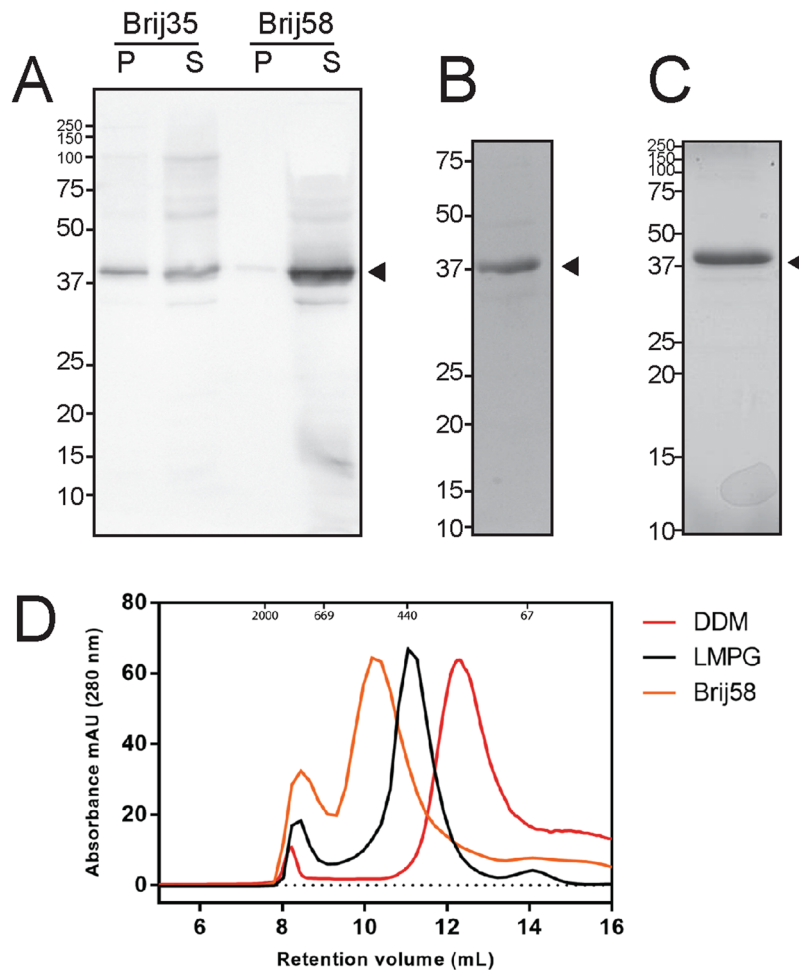 Brij35 Brij58
P S P S
A
250
150
100
75
50
37
25
20
15
10
B
75
50
37
25
20
15
10
C
250
150
100
75
50
37
25
20
15
10
D
Absorbance mAU (280 nm)
80
60
40
20
0
2000 669 440 67
6 8 10 12 14 16
Retention volume (mL)
DDM
LMPG
Brij58